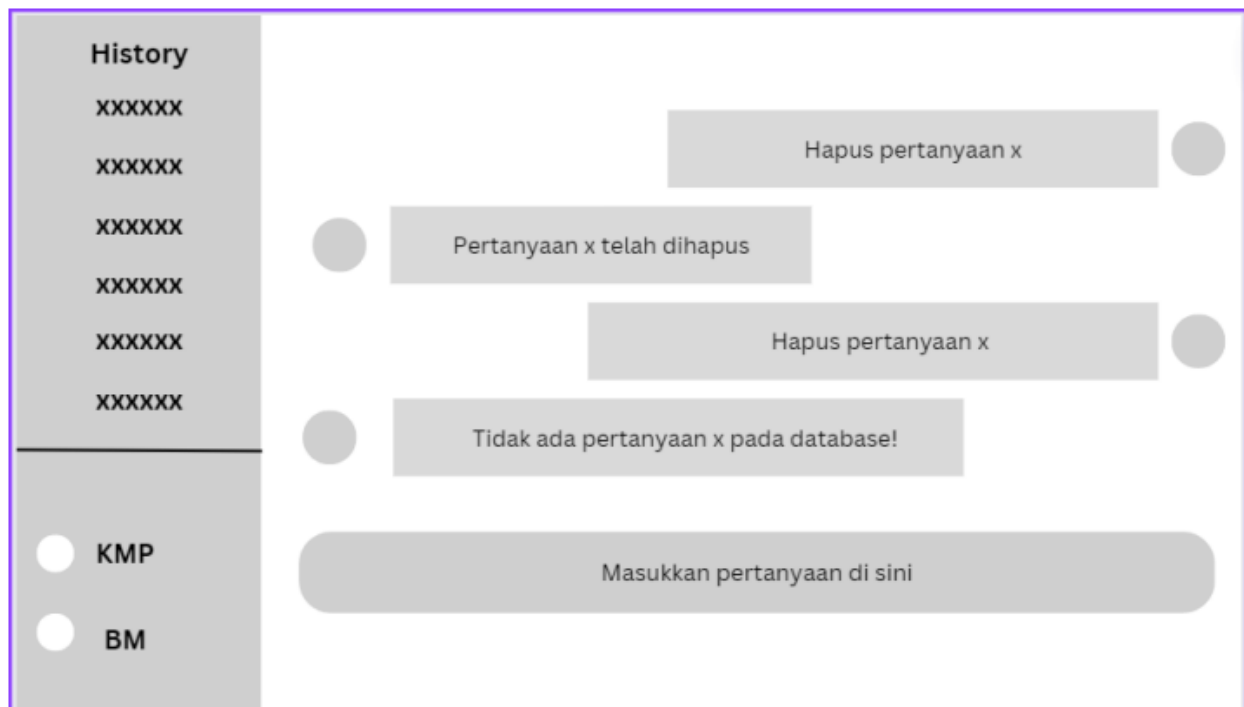 History
xxxxxx
xxxxxx
xxxxxx
xxxxxx
xxxxxx
xxxxxx
KMP
BM
Hapus pertanyaan x
Pertanyaan x telah dihapus
Hapus pertanyaan x
Tidak ada pertanyaan x pada database!
Masukkan pertanyaan di sini